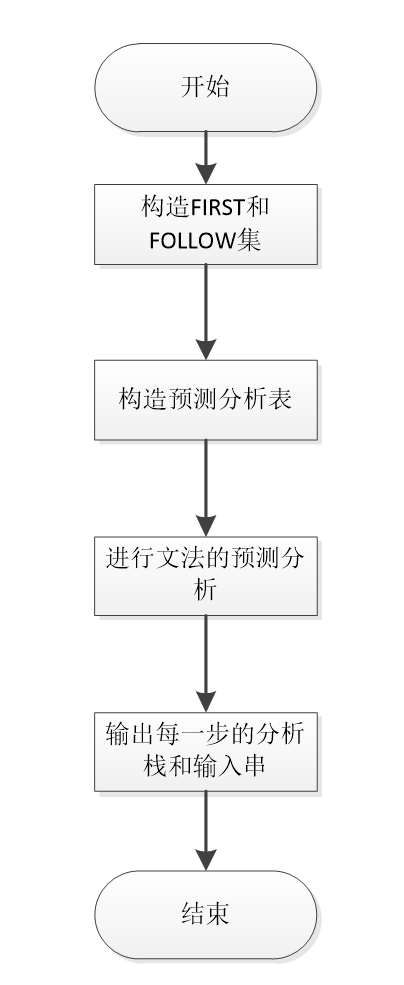 开始
构造FIRST和
FOLLOW集
构造预测分析表
进行文法的预测分
析
输出每一步的分析
栈和输入串
结束